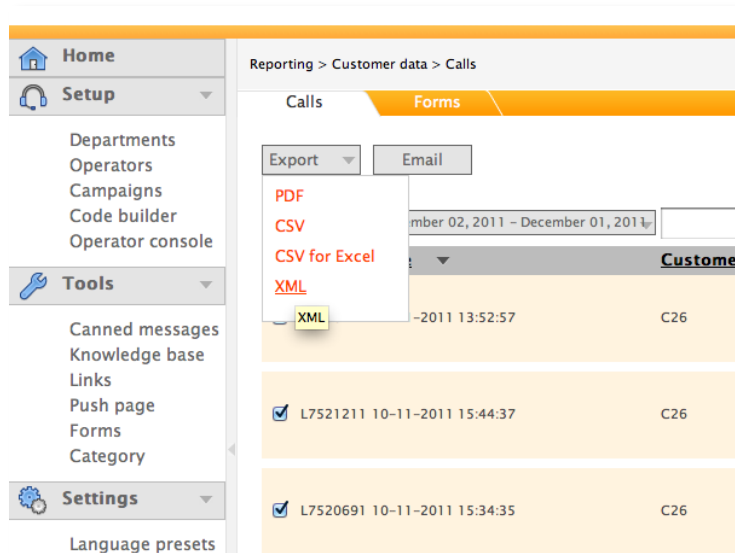 Home
Setup
Departments
Operators
Campaigns
Code builder
Operator console
Tools
Canned messages
Knowledge base
Links
Push page
Forms
Category
Settings
Language presets
Reporting > Customer data > Calls
Calls Forms
Export Email
PDF
CSV
CSV for Excel
XML
XML
02, 2011 – December 01, 2011
13:52:57 C26
L7521211 10-11-2011 15:44:37 C26
L7520691 10-11-2011 15:34:35 C26